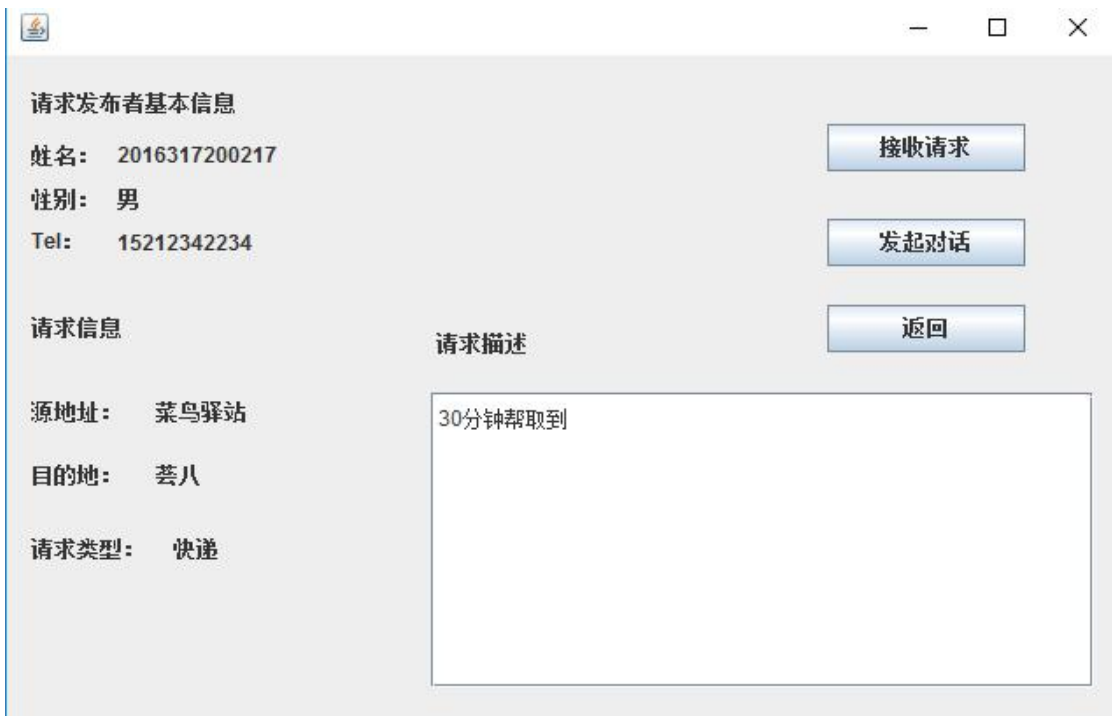 请求发布者基本信息
姓名： 2016317200217
性别： 男
Tel： 15212342234
接收请求
发起对话
返回
请求信息
源地址： 菜鸟驿站
目的地： 荟八
请求类型： 快递
请求描述
30分钟帮取到